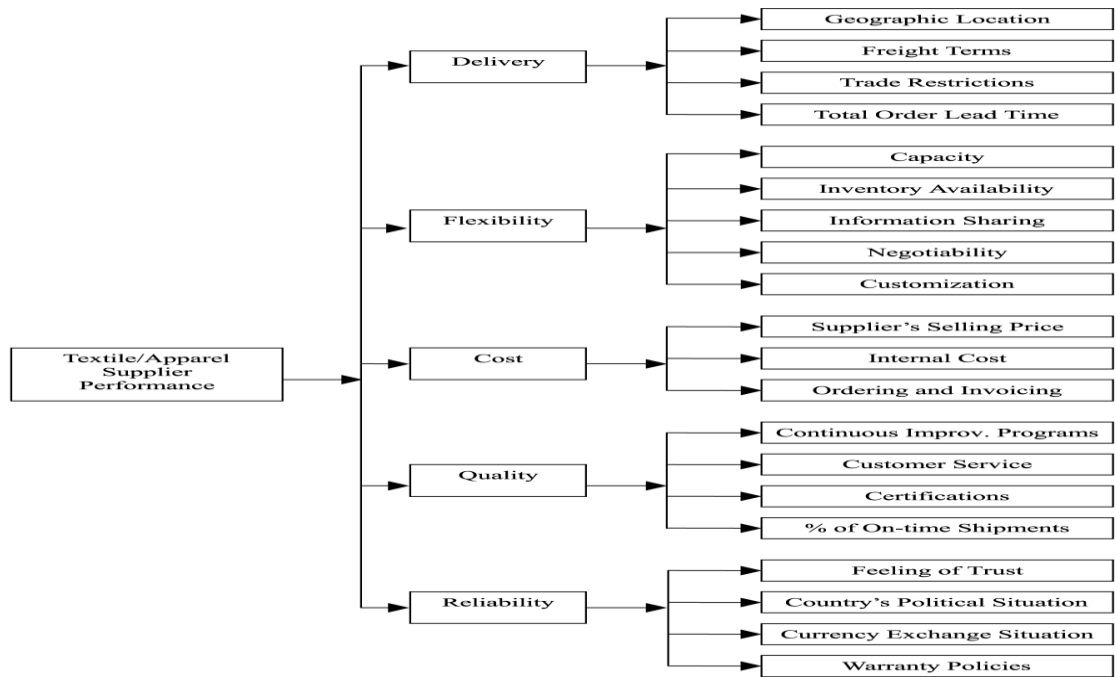 Geographic Location
Delivery
Freight Terms
Trade Restrictions
Total Order Lead Time
Capacity
Inventory Availability
Flexibility
Information Sharing
Negotiability
Customization
Supplier's Selling Price
Textile/Apparel
Supplier
Performance
Cost
Internal Cost
Ordering and Invoicing
Continuous Improv. Programs
Quality
Customer Service
Certifications
% of On-time Shipments
Feeling of Trust
Reliability
Country's Political Situation
Currency Exchange Situation
Warranty Policies